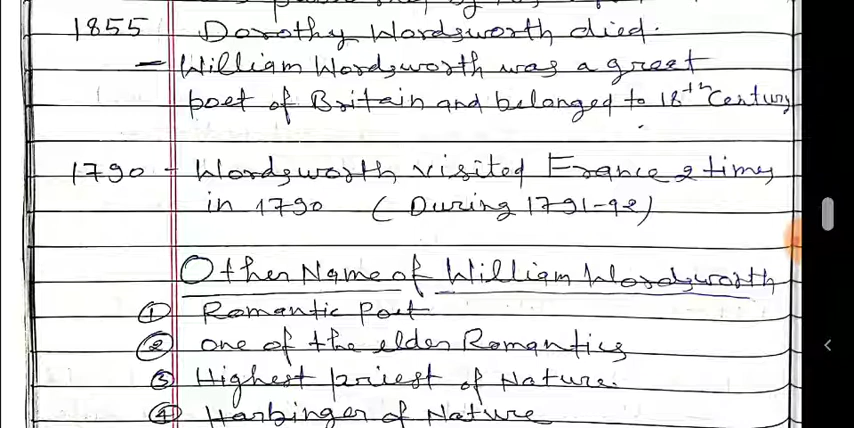 1855 Dorothy Wordsworth died.
- William Wordsworth was a great
poet of Britain and belonged to 18th Century
1790 - Wordsworth visited France 2 times
in 1790 (During 1791-92)
Other Name of William Wordsworth
① Romantic Poet
② one of the elder Romantics
③ Highest priest of Nature.
④ Harbinger of Nature